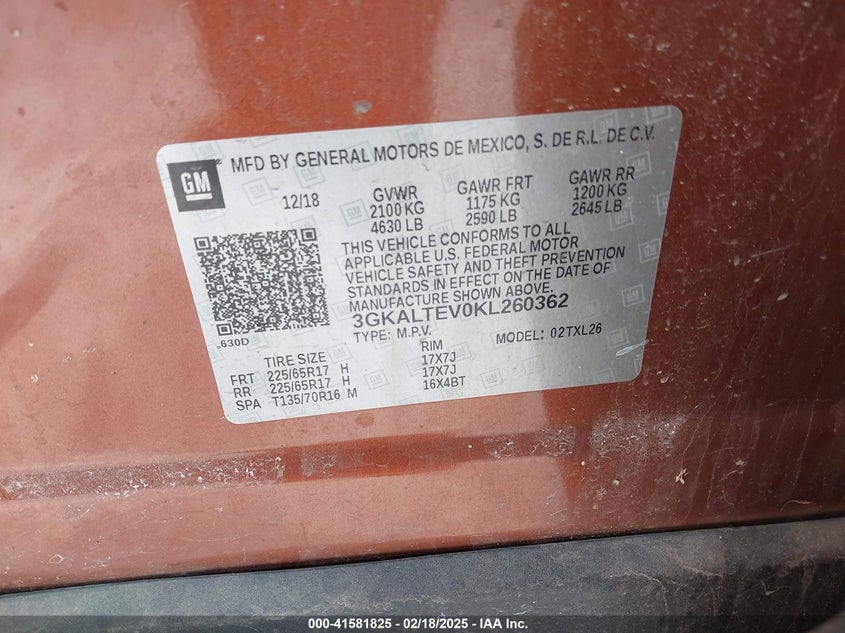 GM
MFD BY GENERAL MOTORS DE MEXICO, S. DE R.L. DE C.V.
12/18
GVWR GAWR FRT GAWR RR
2100 KG 1175 KG 1200 KG
4630 LB 2590 LB 2645 LB
THIS VEHICLE CONFORMS TO ALL
APPLICABLE U.S. FEDERAL MOTOR
VEHICLE SAFETY AND THEFT PREVENTION
STANDARDS IN EFFECT ON THE DATE OF
MANUFACTURE SHOWN ABOVE.
3GKALTEV0KL260362
630D
TYPE: M.P.V. MODEL: 02TXL26
TIRE SIZE RIM
FRT 225/65R17 H 17X7J
RR 225/65R17 H 17X7J
SPA T135/70R16 M 16X4BT
000-41581825 - 02/18/2025 - IAA Inc.